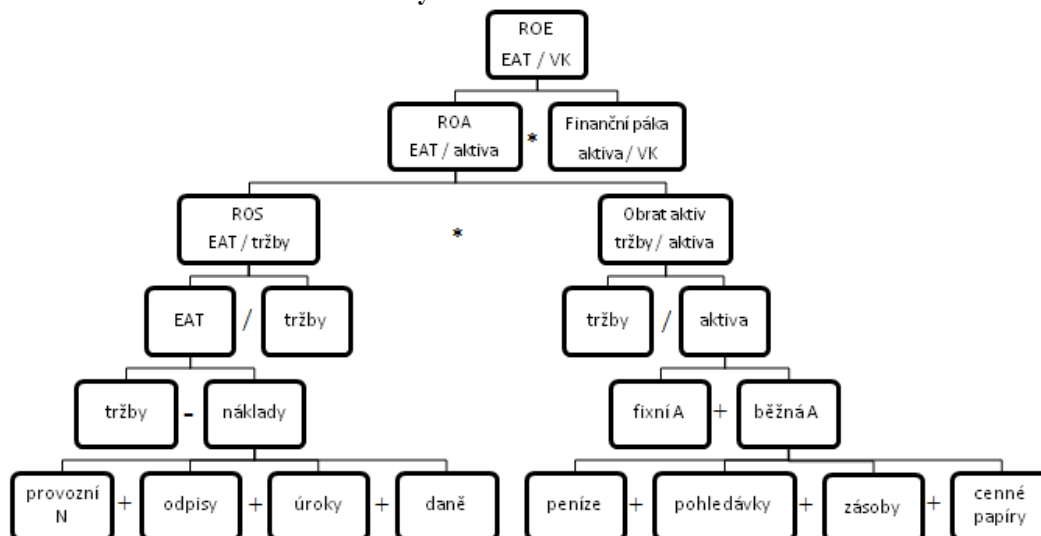 ROE
EAT / VK
ROA
EAT / aktiva
*
Finanční páka
aktiva / VK
ROS
EAT / tržby
*
Obrat aktiv
tržby / aktiva
EAT
/
tržby
tržby
/
aktiva
tržby
-
náklady
fixní A
+
běžná A
provozní
N
+
odpisy
+
úroky
+
daně
peníze
+
pohledávky
+
zásoby
+
cenné
papíry